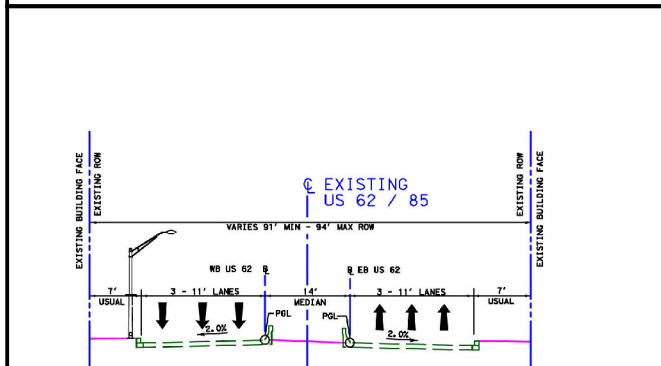 EXISTING BUILDING FACE
EXISTING ROW
EXISTING ROW
EXISTING BUILDING FACE
℄ EXISTING
US 62 / 85
VARIES 91' MIN - 94' MAX ROW
WB US 62
EB US 62
7'
USUAL
3 - 11' LANES
14'
MEDIAN
3 - 11' LANES
7'
USUAL
PGL
PGL
2.0%
2.0%